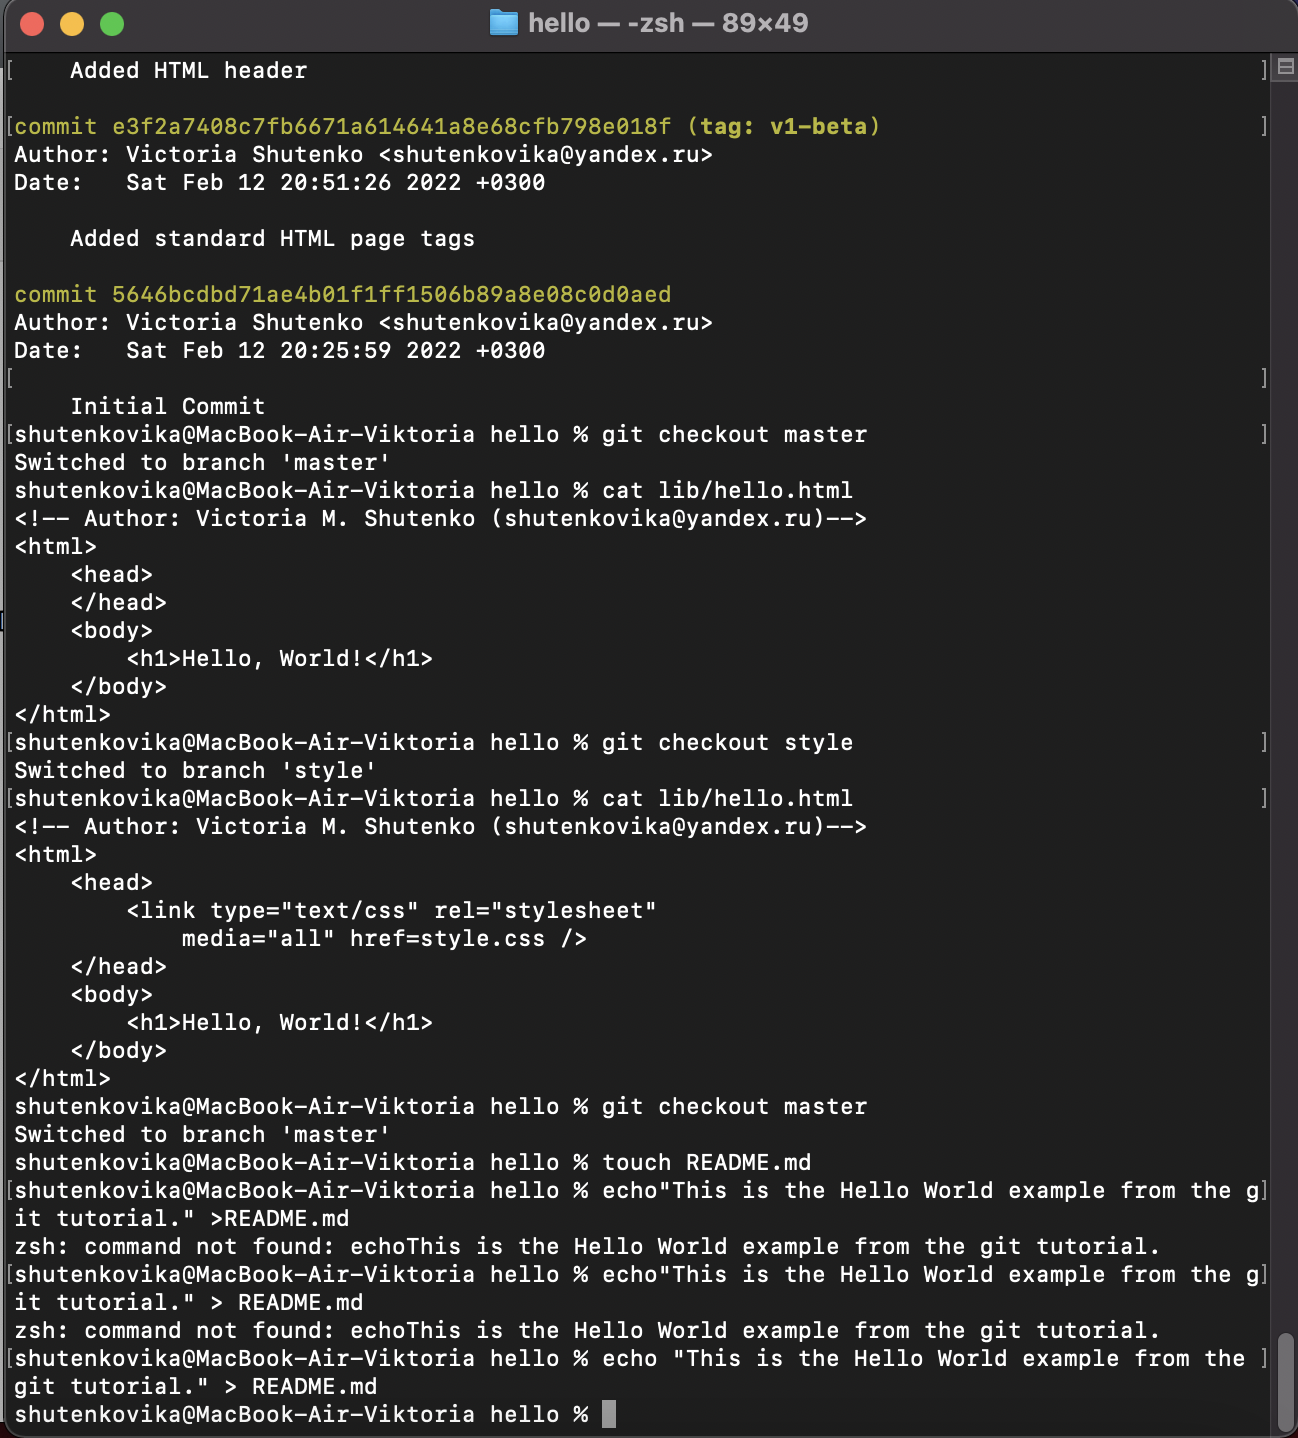 hello — -zsh — 89×49
[    Added HTML header ]
[commit e3f2a7408c7fb6671a614641a8e68cfb798e018f (tag: v1-beta) ]
Author: Victoria Shutenko <shutenkovika@yandex.ru>
Date:   Sat Feb 12 20:51:26 2022 +0300
    Added standard HTML page tags
commit 5646bcdbd71ae4b01f1ff1506b89a8e08c0d0aed
Author: Victoria Shutenko <shutenkovika@yandex.ru>
Date:   Sat Feb 12 20:25:59 2022 +0300
[ ]
    Initial Commit
[shutenkovika@MacBook-Air-Viktoria hello % git checkout master ]
Switched to branch 'master'
shutenkovika@MacBook-Air-Viktoria hello % cat lib/hello.html
<!-- Author: Victoria M. Shutenko (shutenkovika@yandex.ru)-->
<html>
    <head>
    </head>
    <body>
        <h1>Hello, World!</h1>
    </body>
</html>
[shutenkovika@MacBook-Air-Viktoria hello % git checkout style ]
Switched to branch 'style'
[shutenkovika@MacBook-Air-Viktoria hello % cat lib/hello.html ]
<!-- Author: Victoria M. Shutenko (shutenkovika@yandex.ru)-->
<html>
    <head>
        <link type="text/css" rel="stylesheet"
            media="all" href=style.css />
    </head>
    <body>
        <h1>Hello, World!</h1>
    </body>
</html>
shutenkovika@MacBook-Air-Viktoria hello % git checkout master
Switched to branch 'master'
shutenkovika@MacBook-Air-Viktoria hello % touch README.md
[shutenkovika@MacBook-Air-Viktoria hello % echo"This is the Hello World example from the g]
it tutorial." >README.md
zsh: command not found: echoThis is the Hello World example from the git tutorial.
[shutenkovika@MacBook-Air-Viktoria hello % echo"This is the Hello World example from the g]
it tutorial." > README.md
zsh: command not found: echoThis is the Hello World example from the git tutorial.
[shutenkovika@MacBook-Air-Viktoria hello % echo "This is the Hello World example from the ]
git tutorial." > README.md
shutenkovika@MacBook-Air-Viktoria hello %